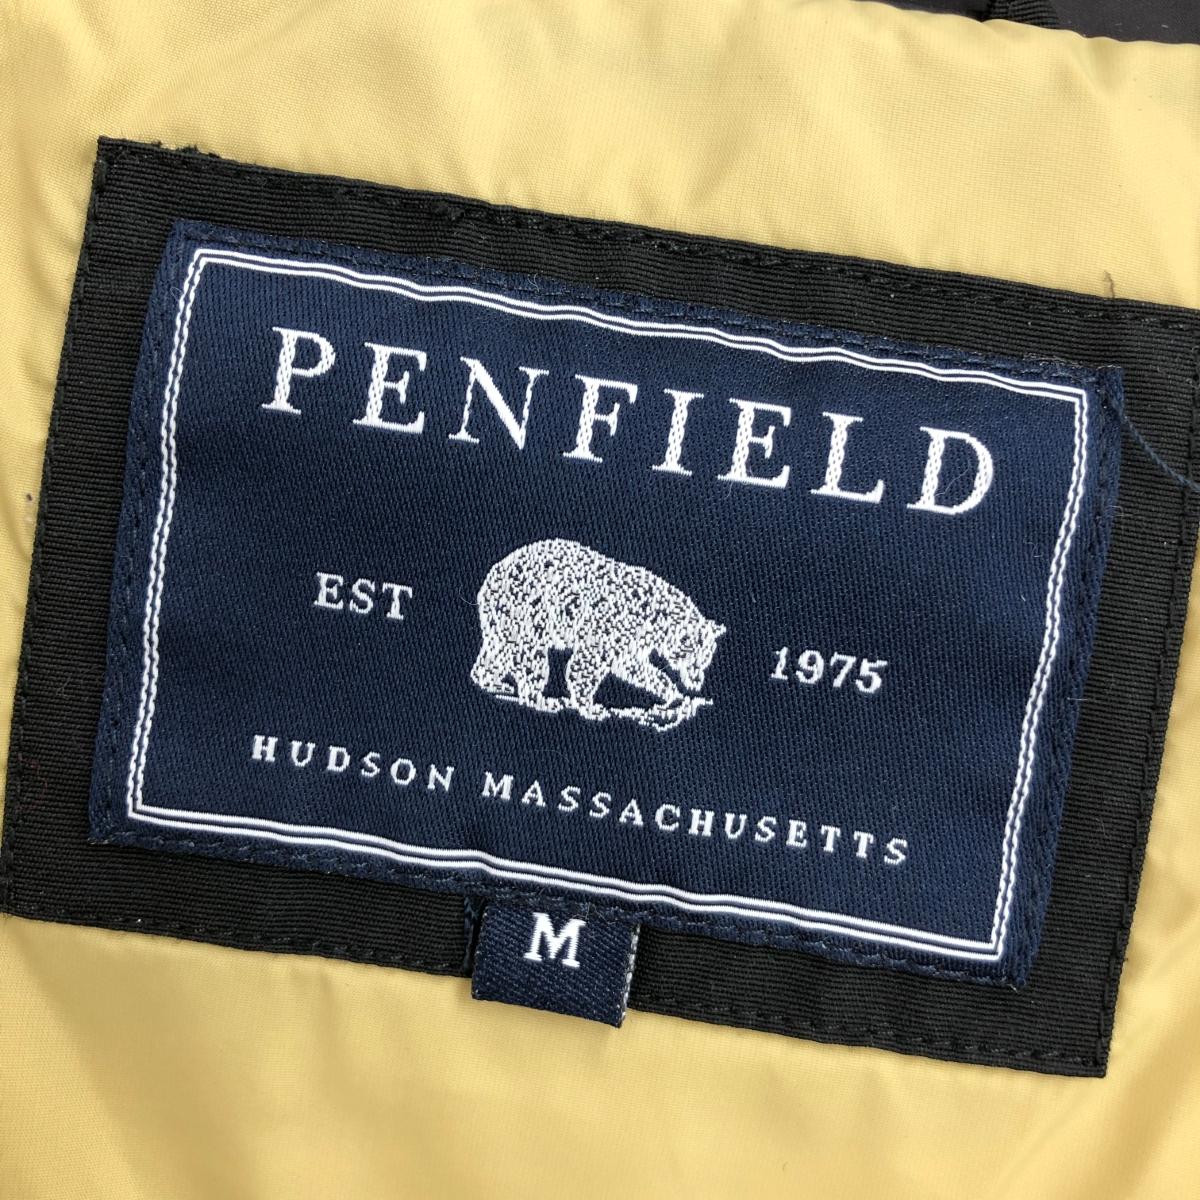 PENFIELD
EST 1975
HUDSON MASSACHUSETTS
M